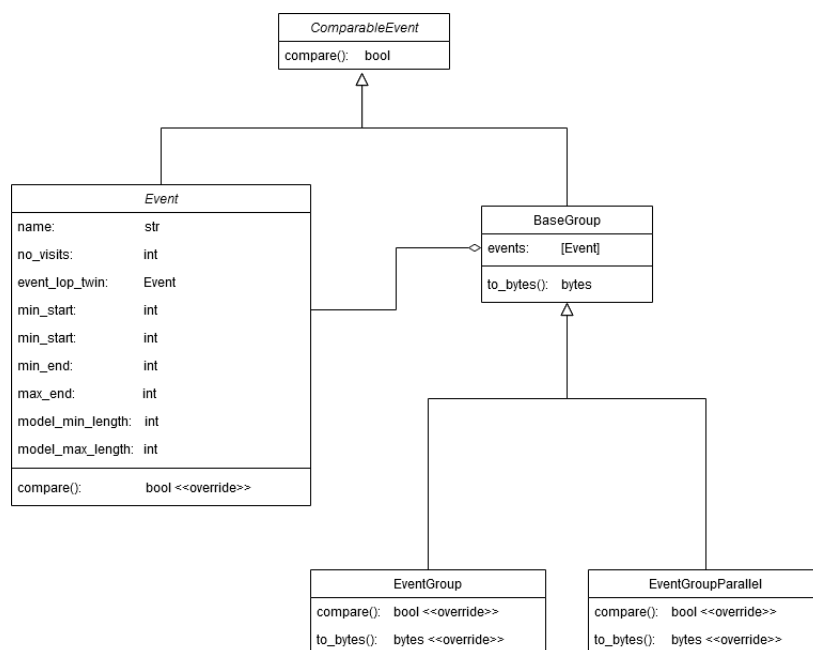 ComparableEvent
compare(): bool
Event
name: str
no_visits: int
event_lop_twin: Event
min_start: int
min_start: int
min_end: int
max_end: int
model_min_length: int
model_max_length: int
compare(): bool <<override>>
BaseGroup
events: [Event]
to_bytes(): bytes
EventGroup
compare(): bool <<override>>
to_bytes(): bytes <<override>>
EventGroupParallel
compare(): bool <<override>>
to_bytes(): bytes <<override>>